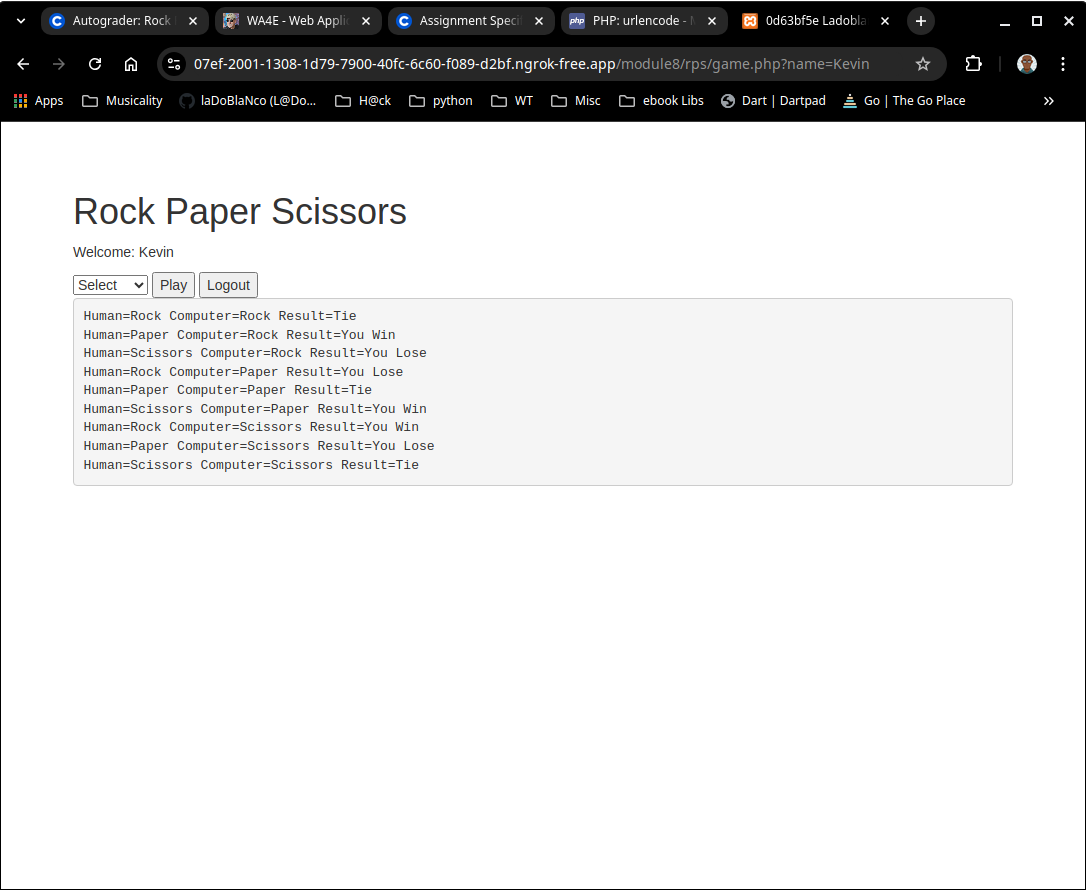 Autograder: Rock
WA4E - Web Applic
Assignment Speci
PHP: urlencode -
0d63bf5e Ladobla
07ef-2001-1308-1d79-7900-40fc-6c60-f089-d2bf.ngrok-free.app/module8/rps/game.php?name=Kevin
Apps Musicality laDoBlaNco (L@Do... H@ck python WT Misc ebook Libs Dart | Dartpad Go | The Go Place
Rock Paper Scissors
Welcome: Kevin
Select Play Logout
Human=Rock Computer=Rock Result=Tie
Human=Paper Computer=Rock Result=You Win
Human=Scissors Computer=Rock Result=You Lose
Human=Rock Computer=Paper Result=You Lose
Human=Paper Computer=Paper Result=Tie
Human=Scissors Computer=Paper Result=You Win
Human=Rock Computer=Scissors Result=You Win
Human=Paper Computer=Scissors Result=You Lose
Human=Scissors Computer=Scissors Result=Tie